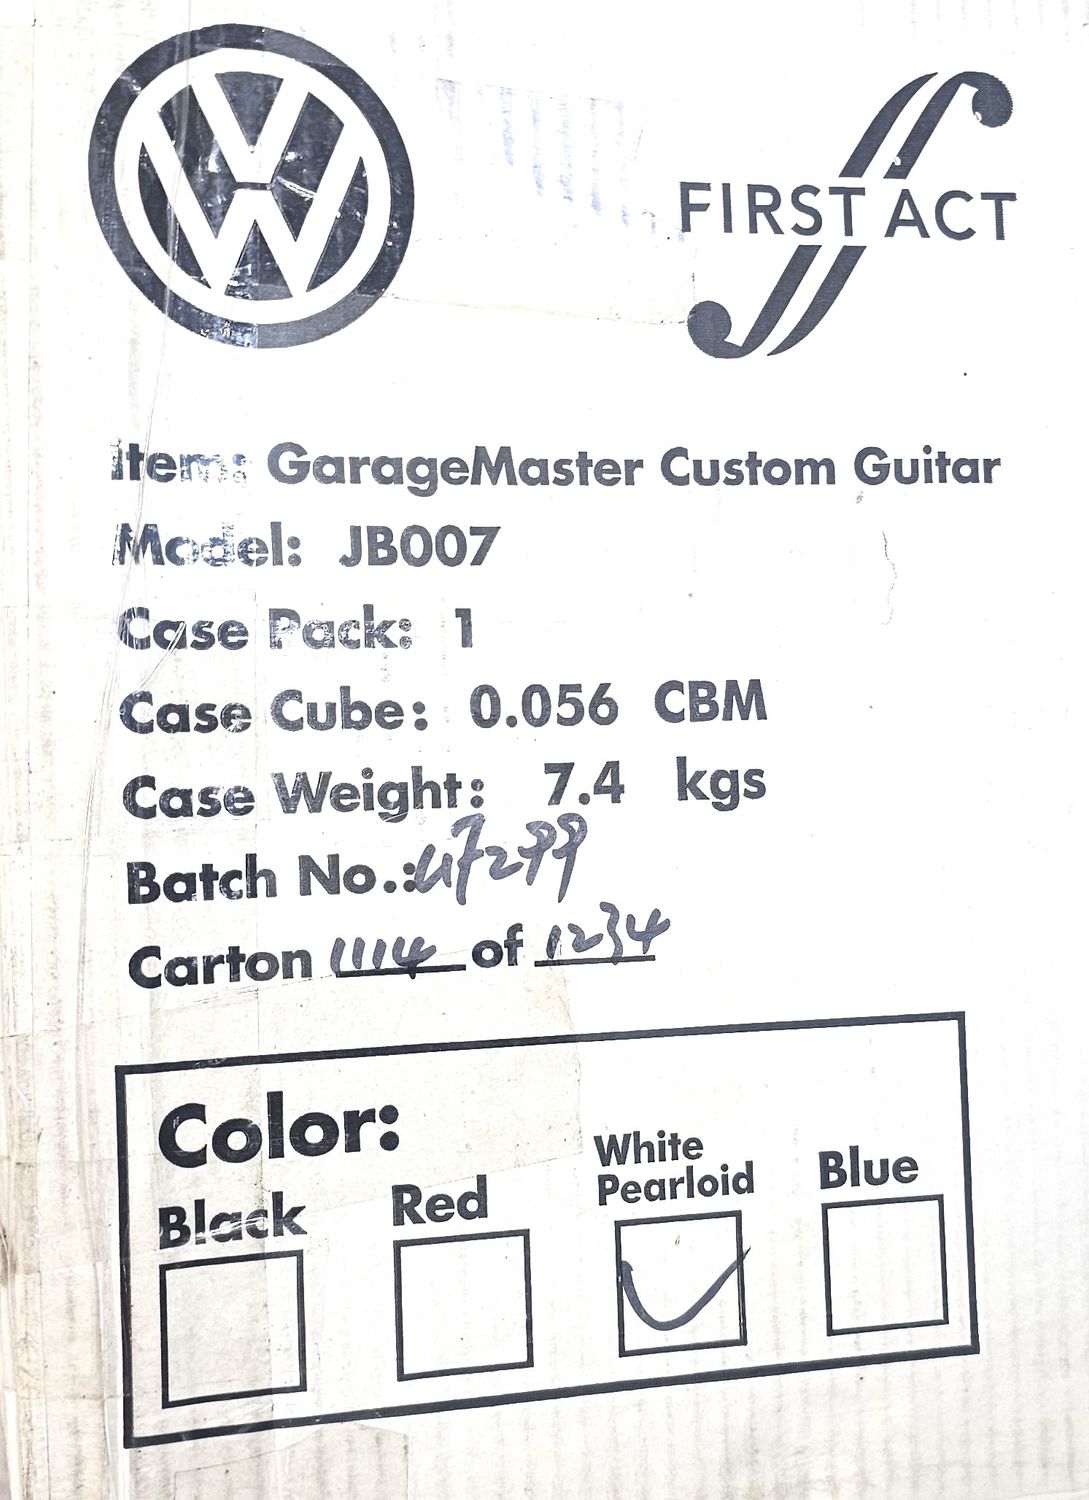 VW
FIRST ACT
Item: GarageMaster Custom Guitar
Model: JB007
Case Pack: 1
Case Cube: 0.056 CBM
Case Weight: 7.4 kgs
Batch No.:
Carton 1114 of 1234
Color:
Black
Red
White
Pearloid
Blue